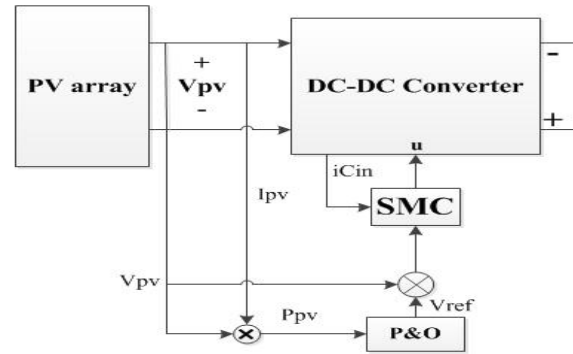 PV array
+
Vpv
-
DC-DC Converter
-
+
u
iCin
Ipv
SMC
Vpv
Vref
Ppv
P&O